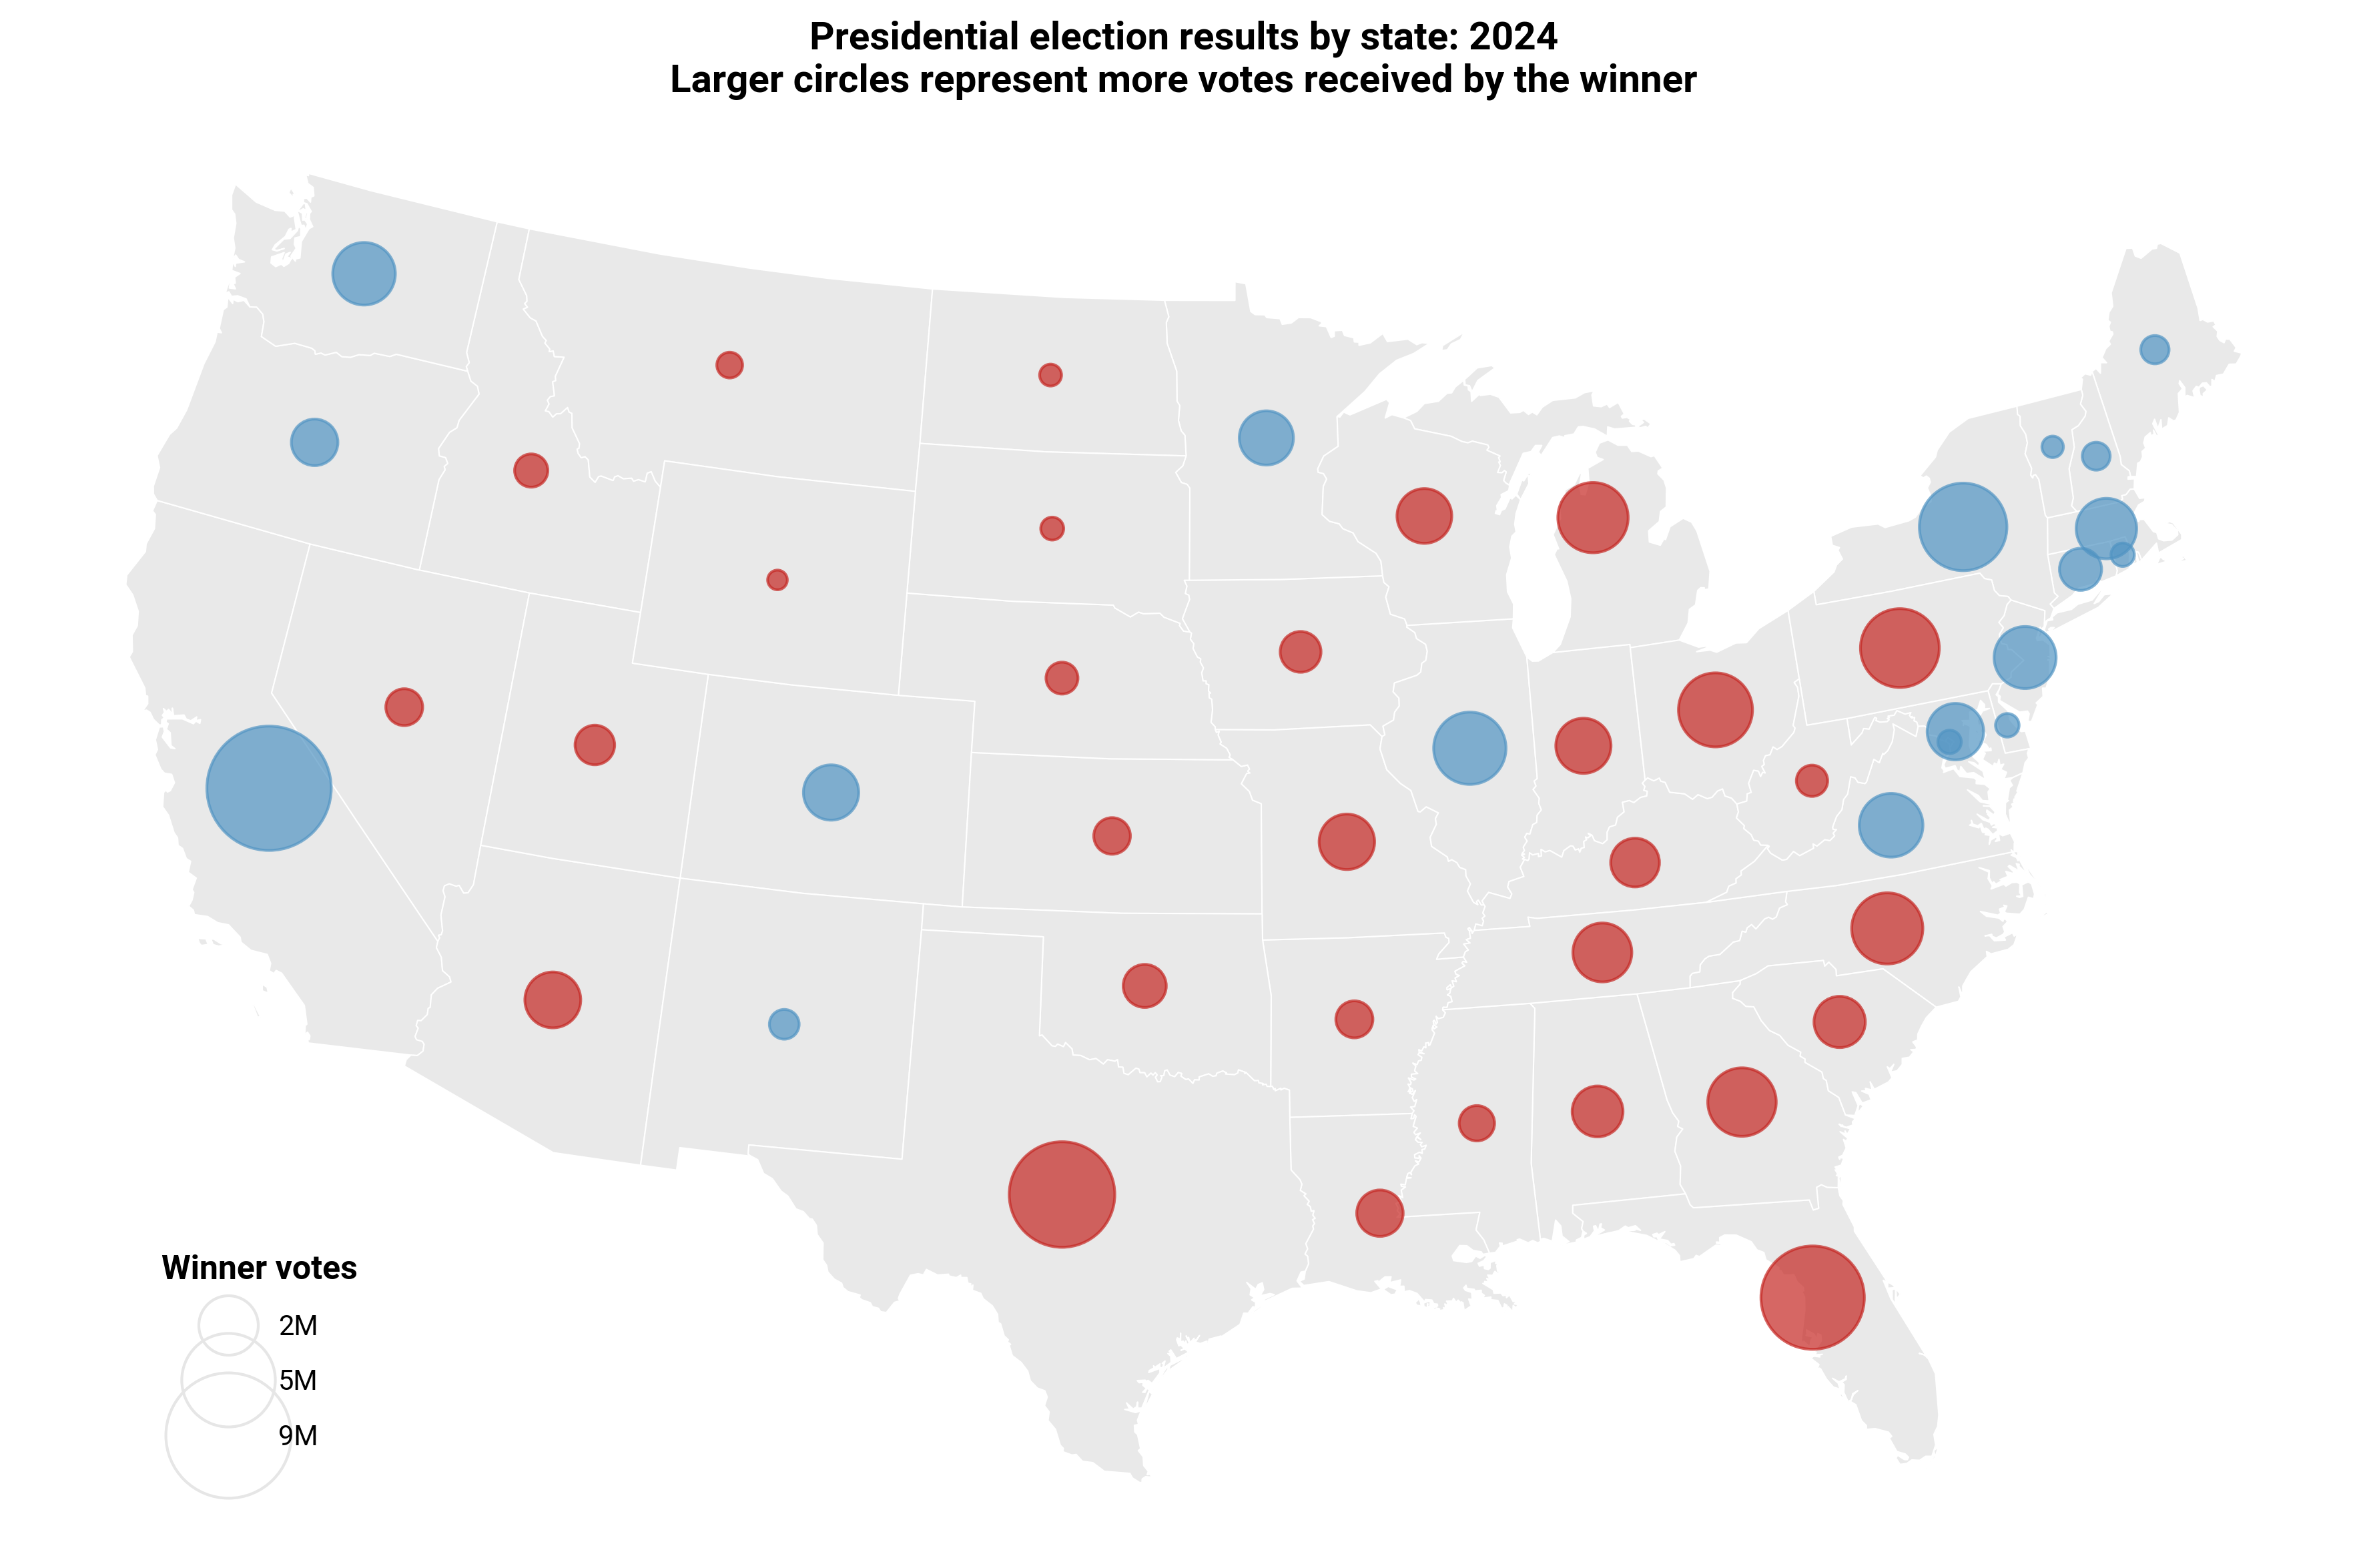 Presidential election results by state: 2024
Larger circles represent more votes received by the winner
Winner votes
2M
5M
9M